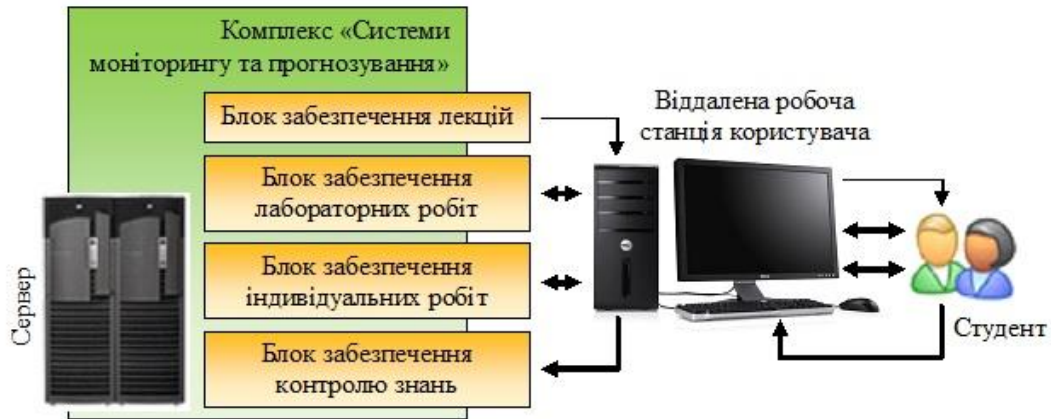 Комплекс «Системи
моніторингу та прогнозування»
Блок забезпечення лекцій
Блок забезпечення
лабораторних робіт
Блок забезпечення
індивідуальних робіт
Блок забезпечення
контролю знань
Сервер
Віддалена робоча
станція користувача
Студент